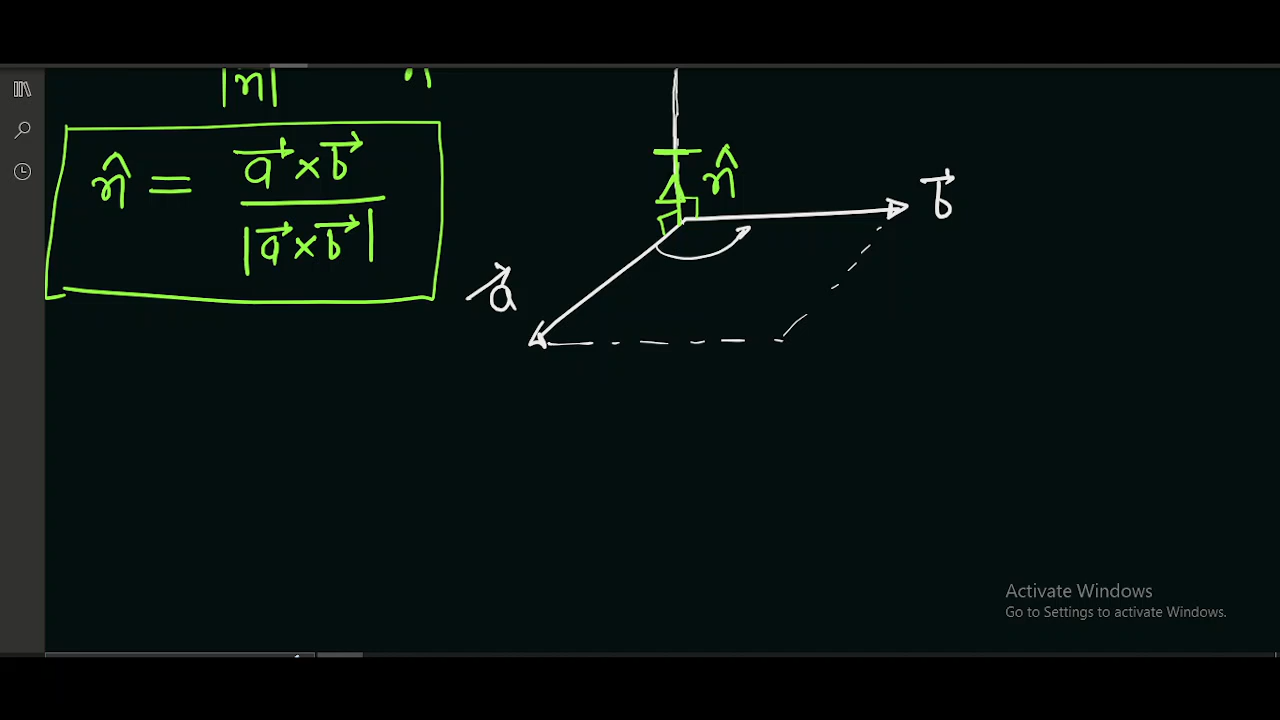 |n|
n̂ = a⃗ × b⃗
|a⃗ × b⃗|
n̂
b⃗
a⃗
Activate Windows
Go to Settings to activate Windows.